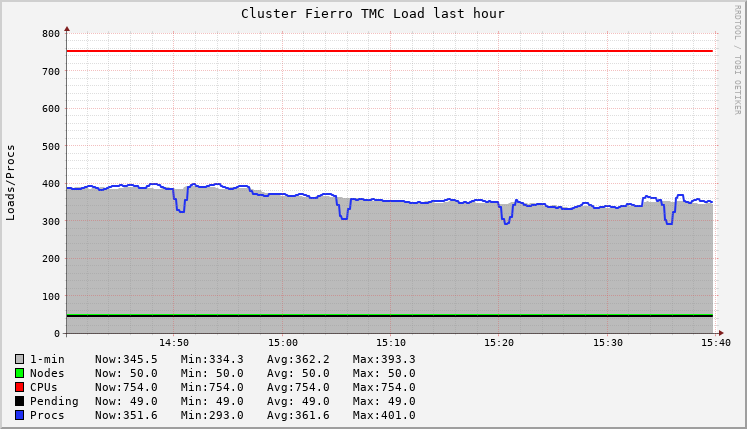 Cluster Fierro TMC Load last hour
RRDTOOL / TOBI OETIKER
Loads/Procs
800
700
600
500
400
300
200
100
0
14:50 15:00 15:10 15:20 15:30 15:40
1-min Now:345.5 Min:334.3 Avg:362.2 Max:393.3
Nodes Now: 50.0 Min: 50.0 Avg: 50.0 Max: 50.0
CPUs Now:754.0 Min:754.0 Avg:754.0 Max:754.0
Pending Now: 49.0 Min: 49.0 Avg: 49.0 Max: 49.0
Procs Now:351.6 Min:293.0 Avg:361.6 Max:401.0